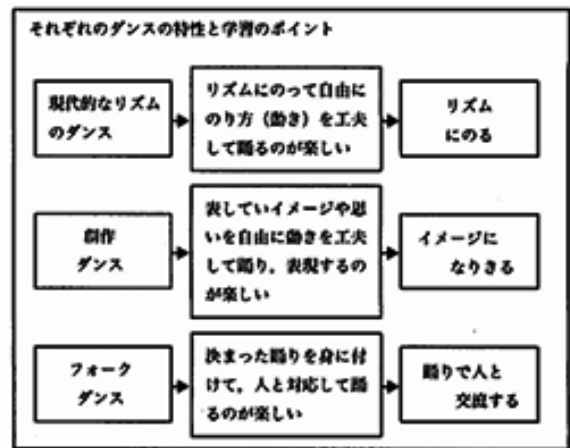 それぞれのダンスの特性と学習のポイント
現代的なリズム
のダンス
リズムにのって自由に
のり方（動き）を工夫
して踊るのが楽しい
リズム
にのる
創作
ダンス
表していイメージや思
いを自由に動きを工夫
して踊り，表現するの
が楽しい
イメージに
なりきる
フォーク
ダンス
決まった踊りを身に付
けて，人と対応して踊
るのが楽しい
踊りで人と
交流する